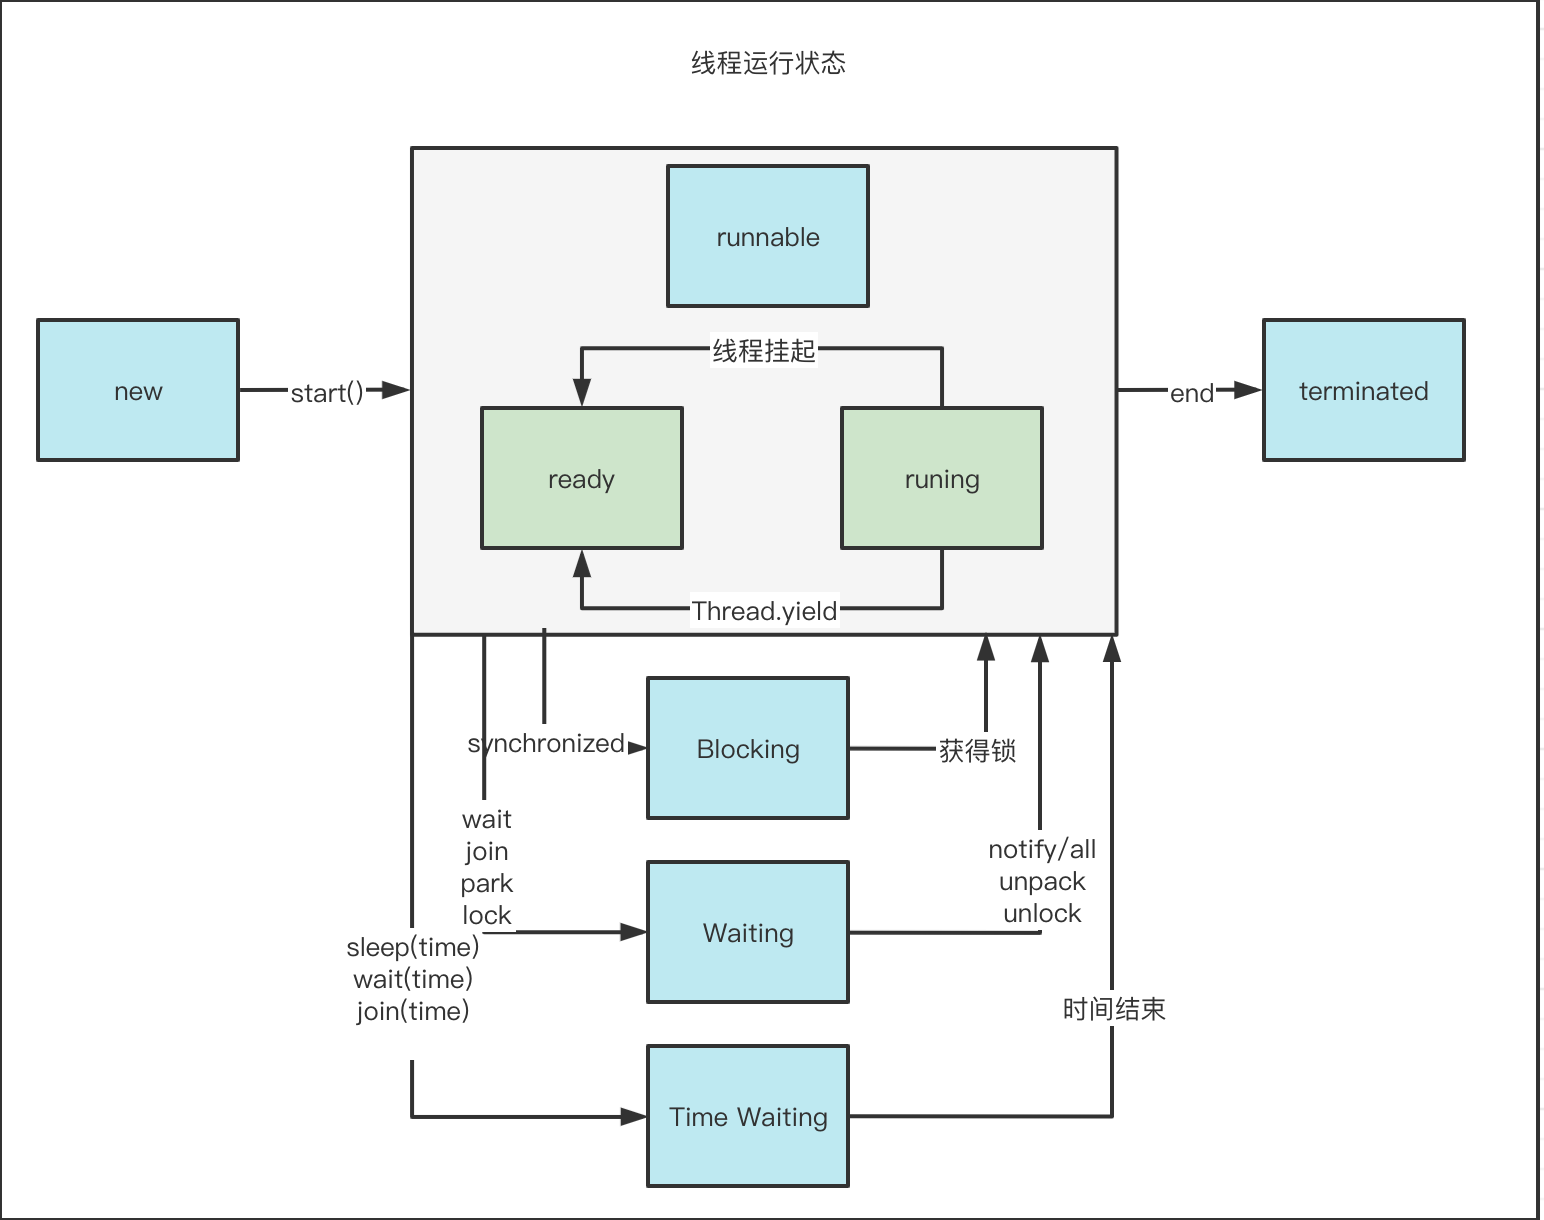 线程运行状态
runnable
线程挂起
new
start()
end
terminated
ready
runing
Thread.yield
synchronized
Blocking
获得锁
wait
join
park
lock
notify/all
unpack
unlock
Waiting
sleep(time)
wait(time)
join(time)
时间结束
Time Waiting